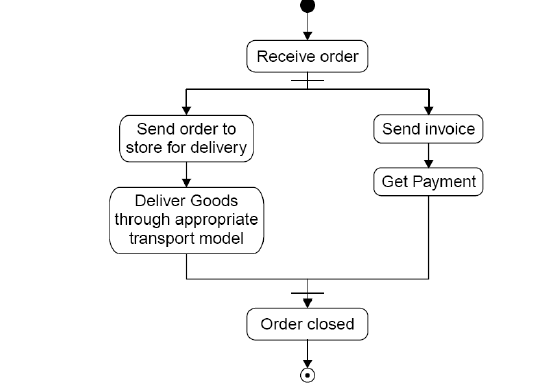 Receive order
Send order to
store for delivery
Send invoice
Get Payment
Deliver Goods
through appropriate
transport model
Order closed